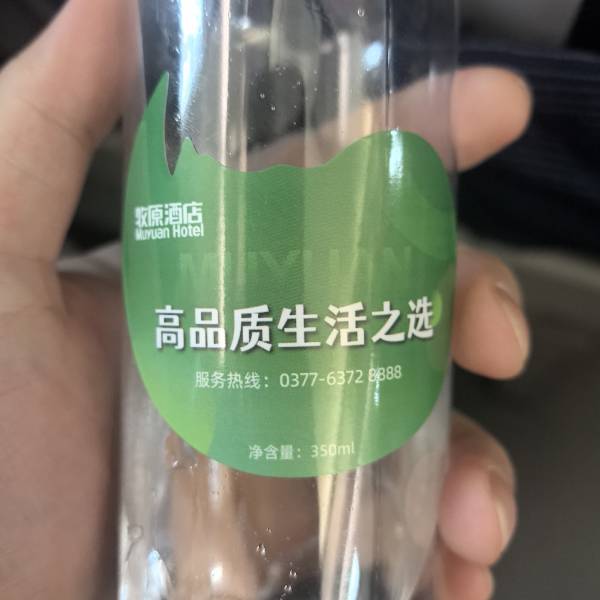 牧原酒店
Muyuan Hotel
MUYUAN
高品质生活之选
服务热线：0377-6372 8888
净含量：350ml